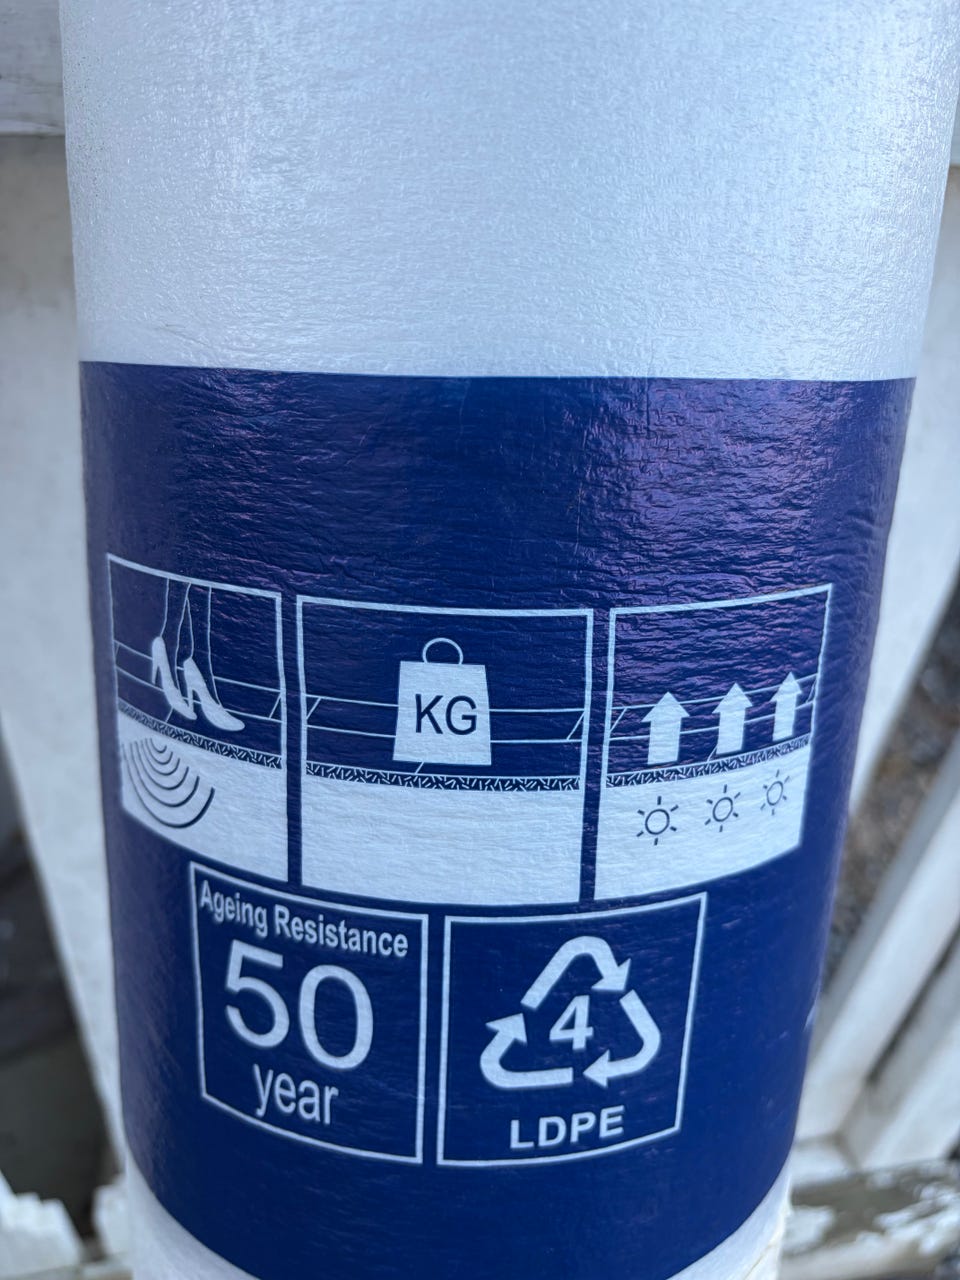 KG
Ageing Resistance
50
year
4
LDPE